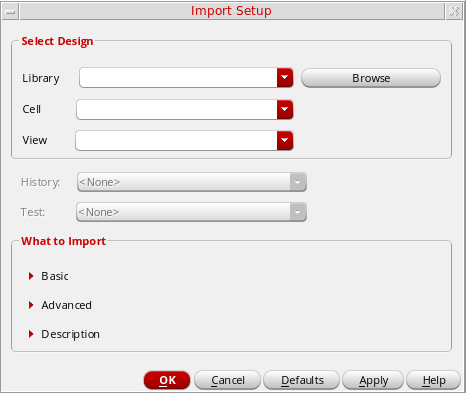 Import Setup
Select Design
Library
Browse
Cell
View
History: <None>
Test: <None>
What to Import
Basic
Advanced
Description
OK Cancel Defaults Apply Help